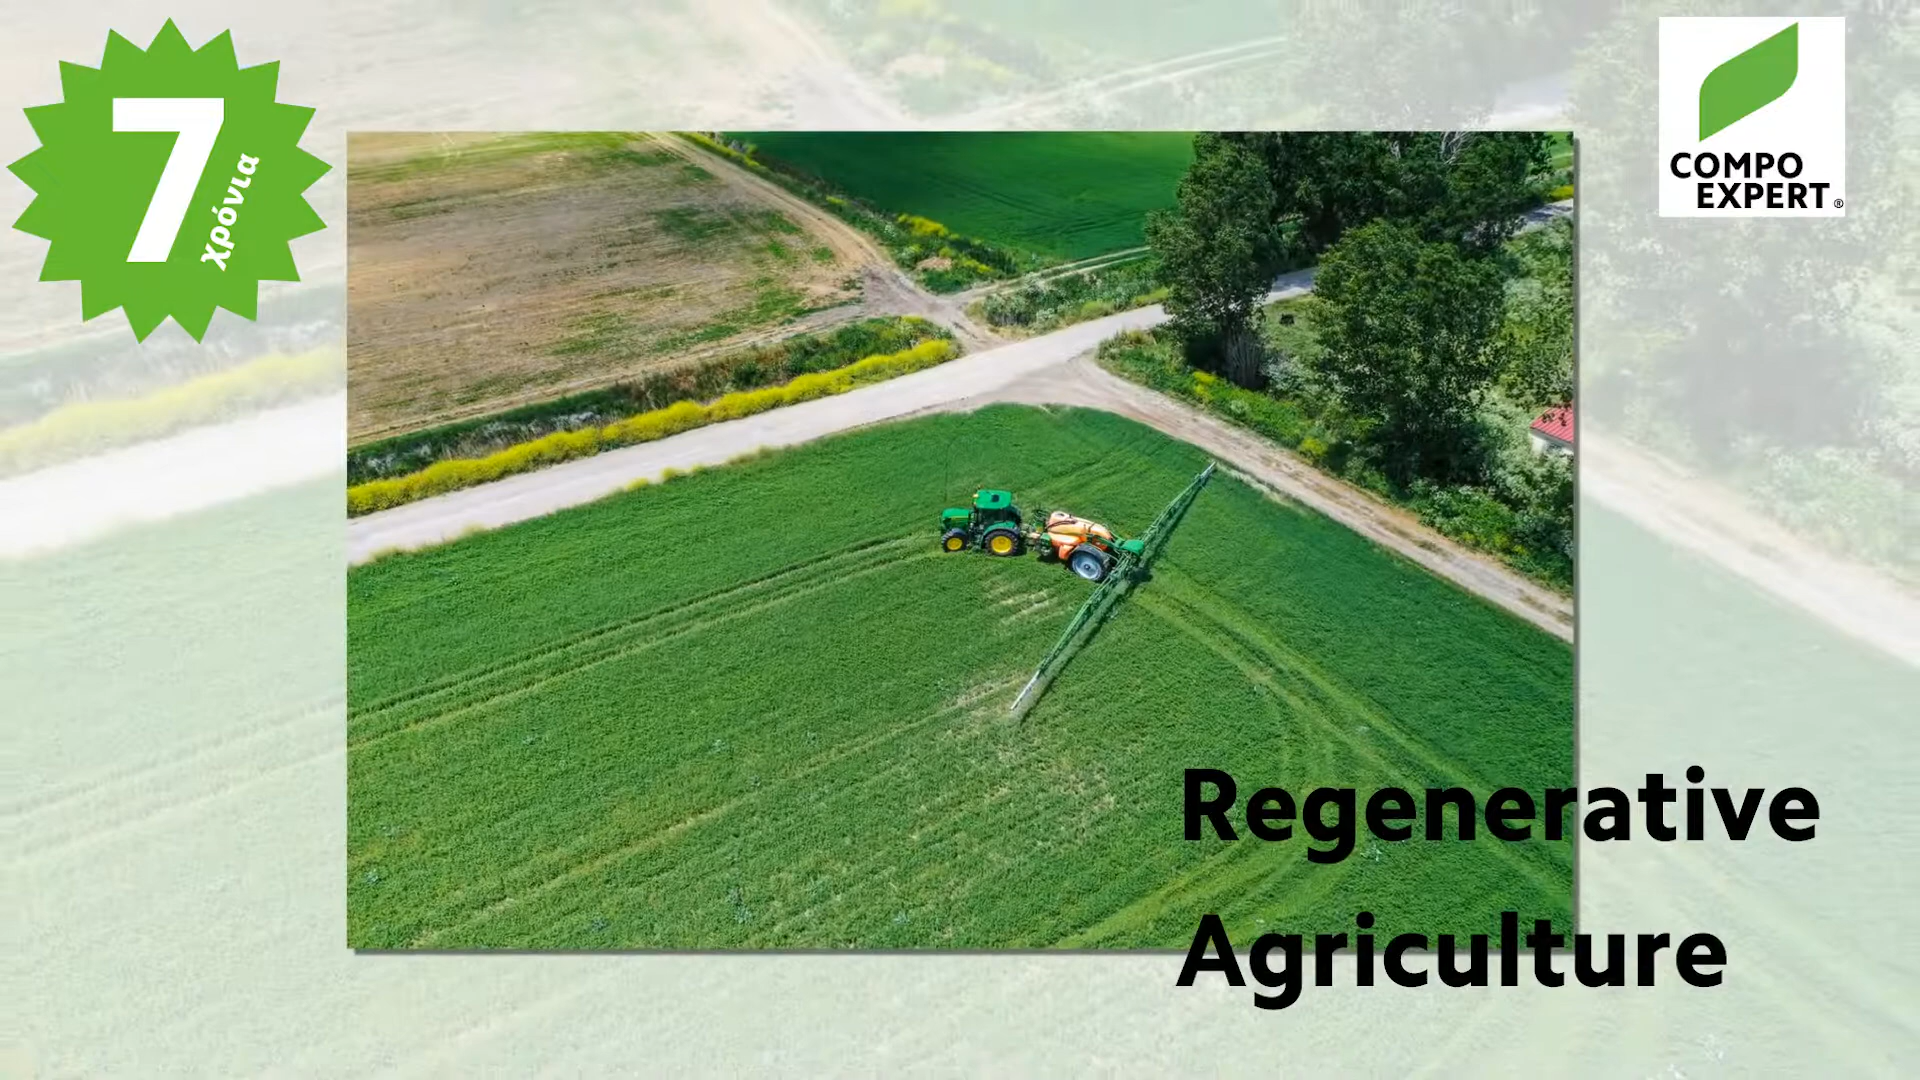 7
χρόνια
COMPO
EXPERT®
Regenerative
Agriculture